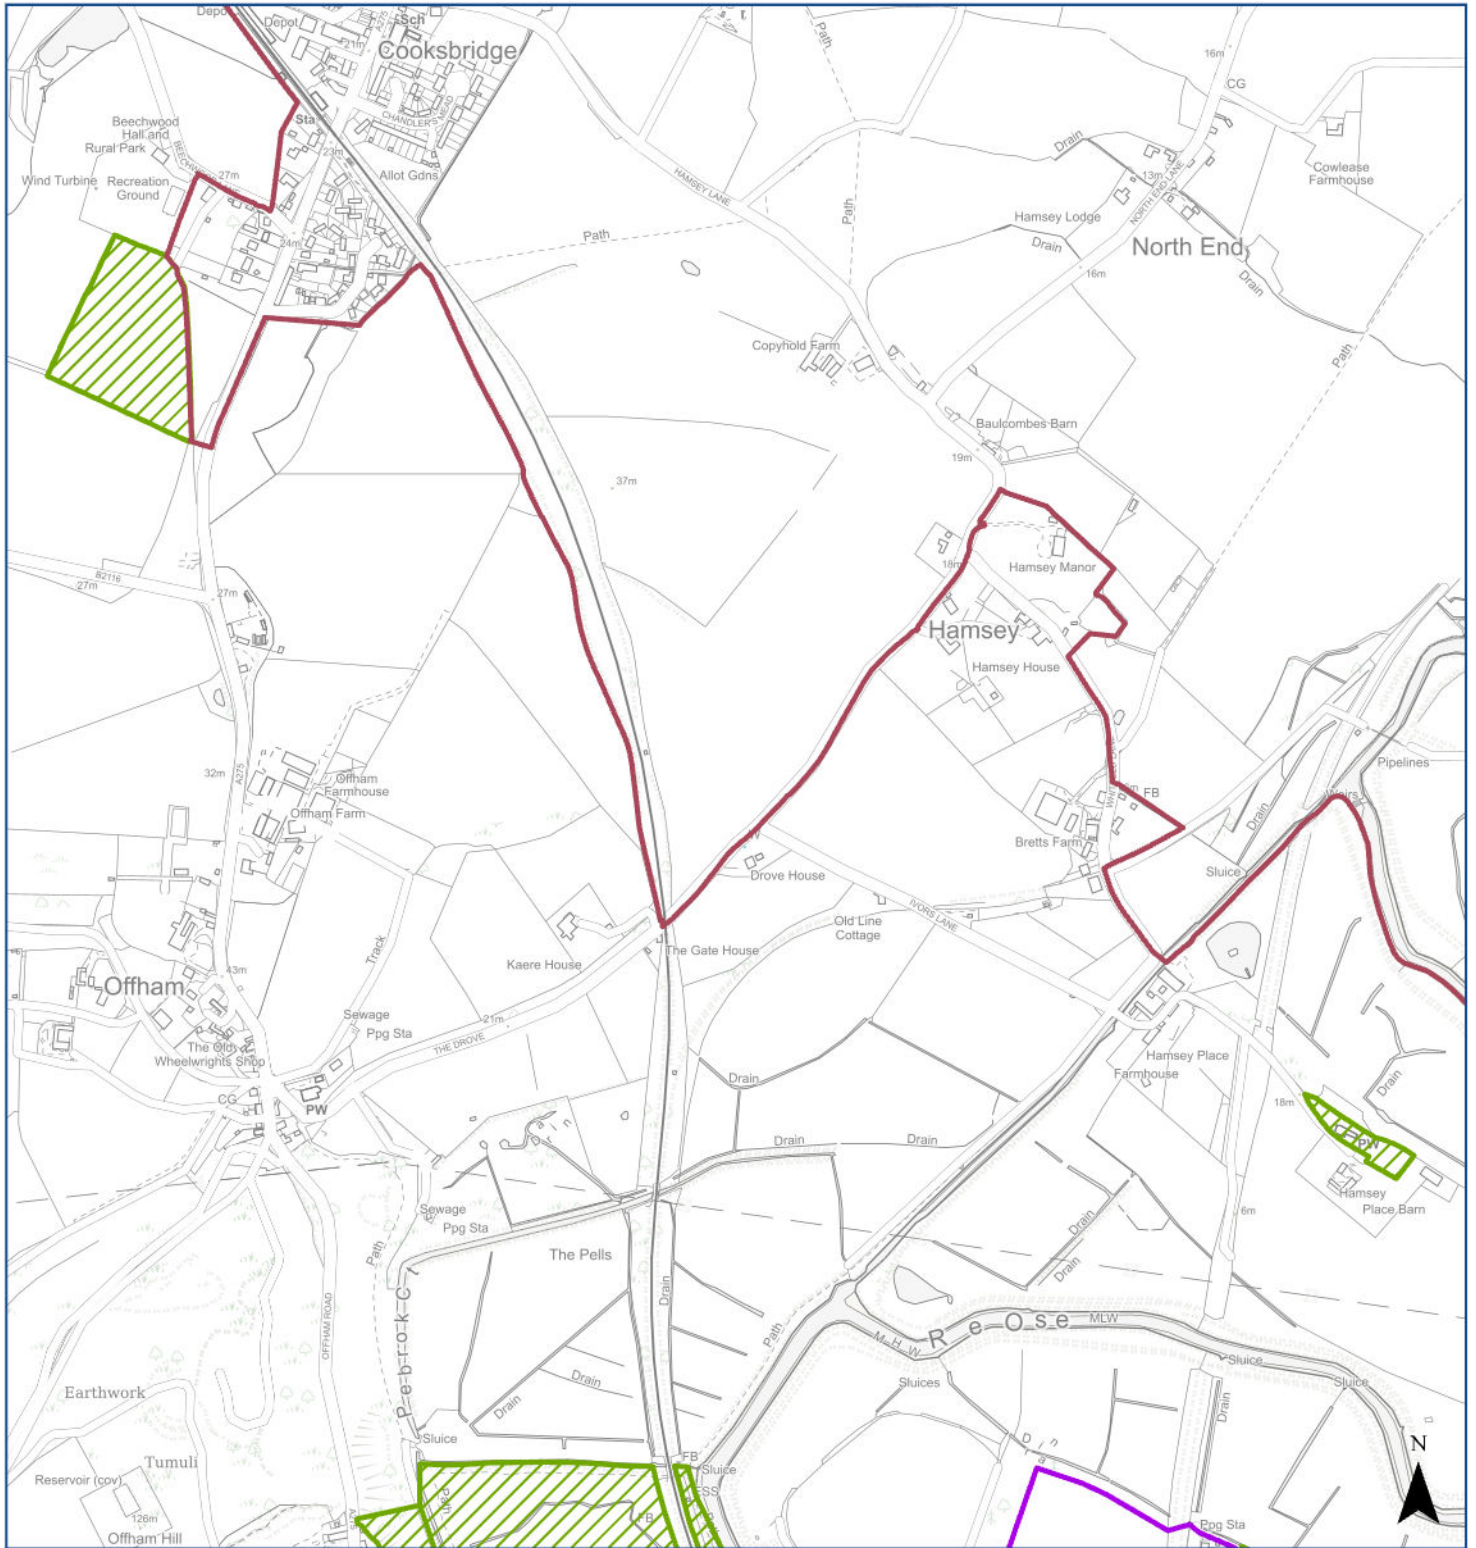 Depot
Depot
Sch
21m
A275
Cooksbridge
Path
16m
CG
CHANDLER'S MEAD
Sta
23m
Beechwood
Hall and
Rural Park
27m
Wind Turbine
Recreation
Ground
Allot Gdns
HAMSEY LANE
Drain
13m
Cowlease
Farmhouse
NORTH END LANE
Hamsey Lodge
Path
Path
24m
Drain
North End
16m
Drain
Copyhold Farm
Path
Baulcombes Barn
19m
37m
B2116
27m
27m
18m
Hamsey Manor
Hamsey
Hamsey House
32m
A275
Offham
Farmhouse
Offham Farm
Pipelines
Weirs
FB
Drain
Bretts Farm
Drove House
Sluice
Old Line
Cottage
IVORS LANE
Track
Kaere House
The Gate House
43m
Offham
Sewage
Ppg Sta
21m
THE DROVE
The Old
Wheelwrights Shop
Hamsey Place
Farmhouse
Drain
Drain
CG
PW
18m
PW
Drain
Drain
Hamsey
Place Barn
Sewage
Ppg Sta
6m
Path
Drain
The Pells
Drain
Drain
OFFHAM ROAD
Path
MLW
R e Ose
M H W
Sluice
Sluice
Sluices
Drain
Drain
Drain
Earthwork
Sluice
FB
Sluice
Tumuli
Reservoir (cov)
126m
Offham Hill
Path
FB
Ppg Sta
N